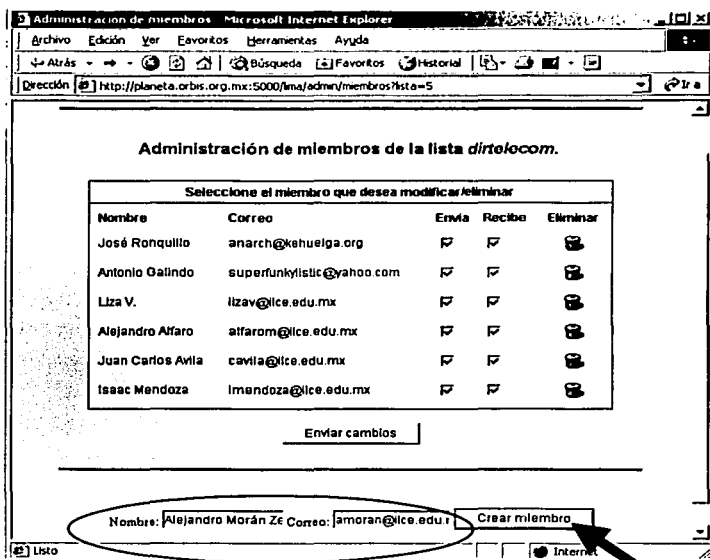 Administración de miembros - Microsoft Internet Explorer
Archivo Edición Ver Favoritos Herramientas Ayuda
Atrás Búsqueda Favoritos Historial
Dirección http://planeta.orbis.org.mx:5000/lima/admin/miembros?lista=5 Ir a
Administración de miembros de la lista dirtelecom.
Seleccione el miembro que desea modificar/eliminar
Nombre Correo Envia Recibe Eliminar
José Ronquillo anarch@kehuelga.org
Antonio Galindo superfunkylistic@yahoo.com
Liza V. lizav@ilce.edu.mx
Alejandro Alfaro alfarom@ilce.edu.mx
Juan Carlos Avila cavila@ilce.edu.mx
Isaac Mendoza imendoza@ilce.edu.mx
Enviar cambios
Nombre: Alejandro Morán Ze Correo: amoran@ilce.edu.r Crear miembro
Listo Internet